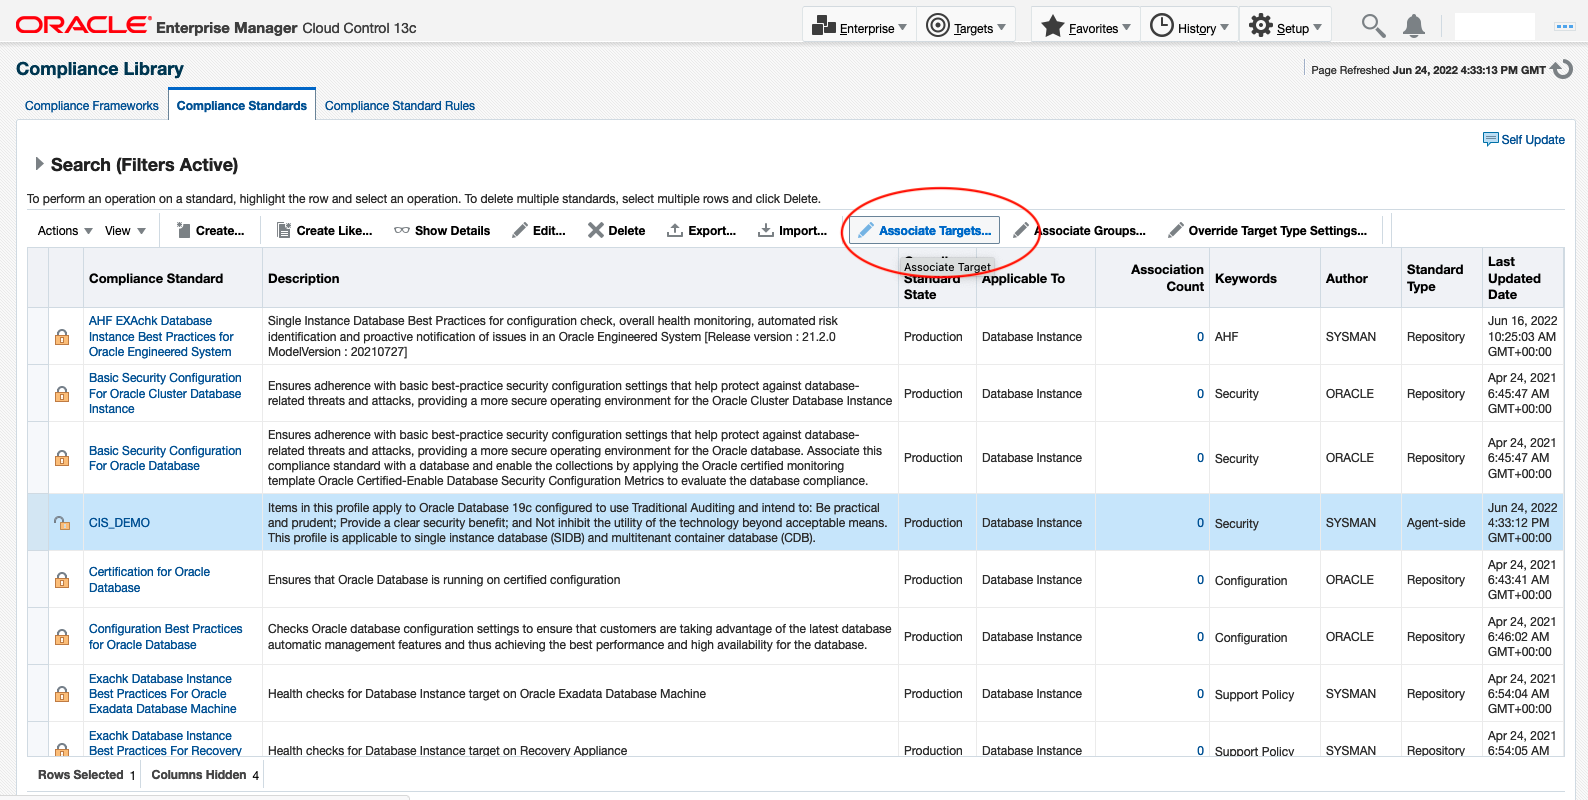 ORACLE® Enterprise Manager Cloud Control 13c
Enterprise
Targets
Favorites
History
Setup
Compliance Library
Page Refreshed Jun 24, 2022 4:33:13 PM GMT
Compliance Frameworks
Compliance Standards
Compliance Standard Rules
Self Update
Search (Filters Active)
To perform an operation on a standard, highlight the row and select an operation. To delete multiple standards, select multiple rows and click Delete.
Actions
View
Create...
Create Like...
Show Details
Edit...
Delete
Export...
Import...
Associate Targets...
Associate Groups...
Override Target Type Settings...
Associate Target
Compliance Standard
Description
Standard
State
Applicable To
Association
Count
Keywords
Author
Standard
Type
Last
Updated
Date
AHF EXAchk Database
Instance Best Practices for
Oracle Engineered System
Single Instance Database Best Practices for configuration check, overall health monitoring, automated risk
identification and proactive notification of issues in an Oracle Engineered System [Release version : 21.2.0
ModelVersion : 20210727]
Production
Database Instance
0
AHF
SYSMAN
Repository
Jun 16, 2022
10:25:03 AM
GMT+00:00
Basic Security Configuration
For Oracle Cluster Database
Instance
Ensures adherence with basic best-practice security configuration settings that help protect against database-
related threats and attacks, providing a more secure operating environment for the Oracle Cluster Database Instance
Production
Database Instance
0
Security
ORACLE
Repository
Apr 24, 2021
6:45:47 AM
GMT+00:00
Basic Security Configuration
For Oracle Database
Ensures adherence with basic best-practice security configuration settings that help protect against database-
related threats and attacks, providing a more secure operating environment for the Oracle database. Associate this
compliance standard with a database and enable the collections by applying the Oracle certified monitoring
template Oracle Certified-Enable Database Security Configuration Metrics to evaluate the database compliance.
Production
Database Instance
0
Security
ORACLE
Repository
Apr 24, 2021
6:45:47 AM
GMT+00:00
CIS_DEMO
Items in this profile apply to Oracle Database 19c configured to use Traditional Auditing and intend to: Be practical
and prudent; Provide a clear security benefit; and Not inhibit the utility of the technology beyond acceptable means.
This profile is applicable to single instance database (SIDB) and multitenant container database (CDB).
Production
Database Instance
0
Security
SYSMAN
Agent-side
Jun 24, 2022
4:33:12 PM
GMT+00:00
Certification for Oracle
Database
Ensures that Oracle Database is running on certified configuration
Production
Database Instance
0
Configuration
ORACLE
Repository
Apr 24, 2021
6:43:41 AM
GMT+00:00
Configuration Best Practices
for Oracle Database
Checks Oracle database configuration settings to ensure that customers are taking advantage of the latest database
automatic management features and thus achieving the best performance and high availability for the database.
Production
Database Instance
0
Configuration
ORACLE
Repository
Apr 24, 2021
6:46:02 AM
GMT+00:00
Exachk Database Instance
Best Practices For Oracle
Exadata Database Machine
Health checks for Database Instance target on Oracle Exadata Database Machine
Production
Database Instance
0
Support Policy
SYSMAN
Repository
Apr 24, 2021
6:54:04 AM
GMT+00:00
Exachk Database Instance
Best Practices For Recovery
Health checks for Database Instance target on Recovery Appliance
Production
Database Instance
0
Support Policy
SYSMAN
Repository
Apr 24, 2021
6:54:05 AM
Rows Selected 1
Columns Hidden 4